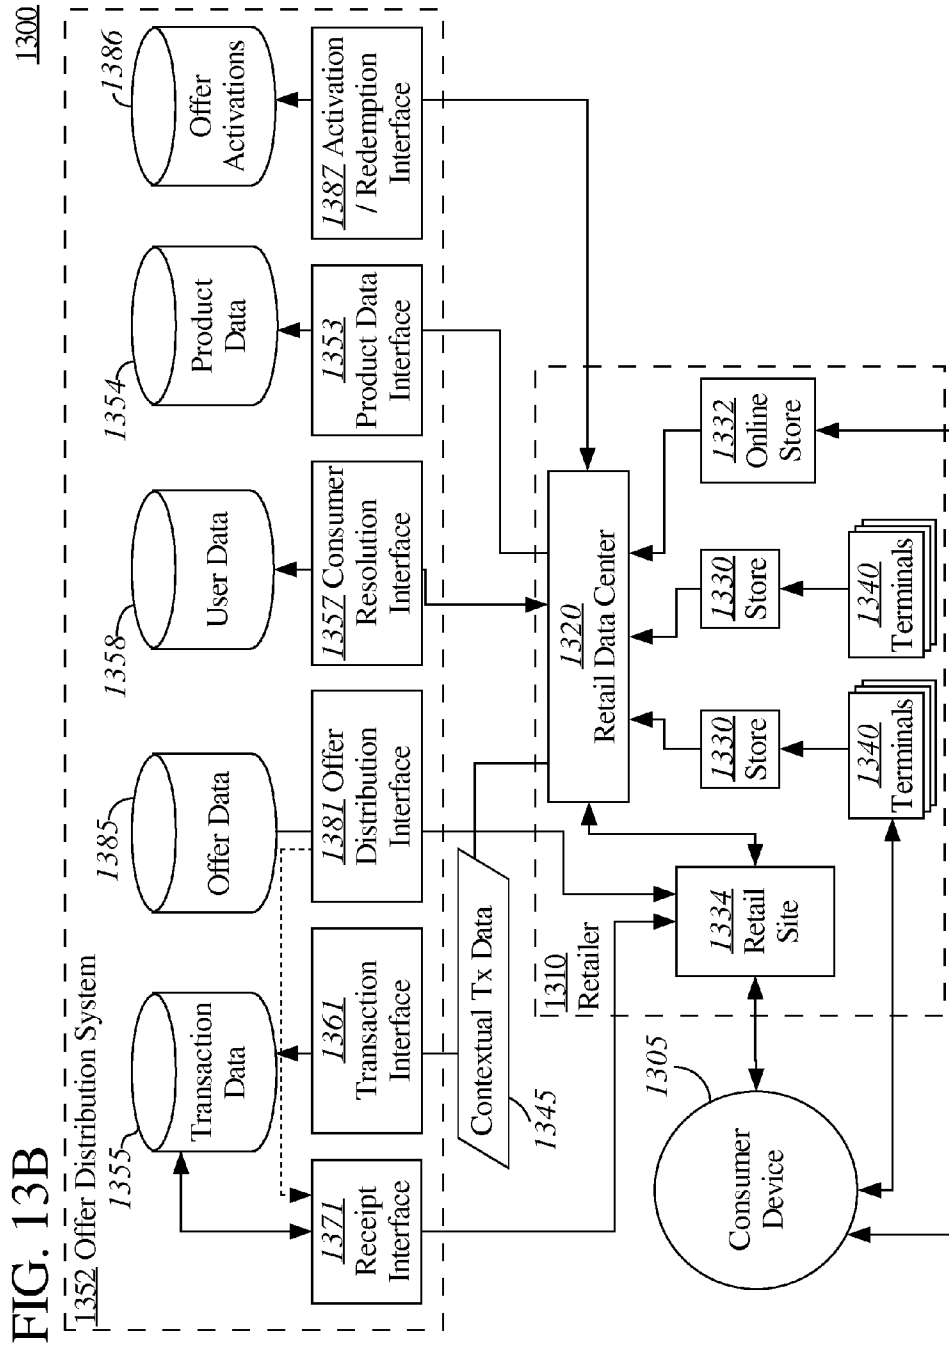 FIG. 13B
1300
1352 Offer Distribution System
1355
Transaction
Data
1385
Offer Data
1358
User Data
1354
Product
Data
1386
Offer
Activations
1371
Receipt
Interface
1361
Transaction
Interface
1381 Offer
Distribution
Interface
1357 Consumer
Resolution
Interface
1353
Product Data
Interface
1387 Activation
/ Redemption
Interface
Contextual Tx Data
1345
1310
Retailer
1320
Retail Data Center
1305
Consumer
Device
1334
Retail
Site
1330
Store
1330
Store
1332
Online
Store
1340
Terminals
1340
Terminals